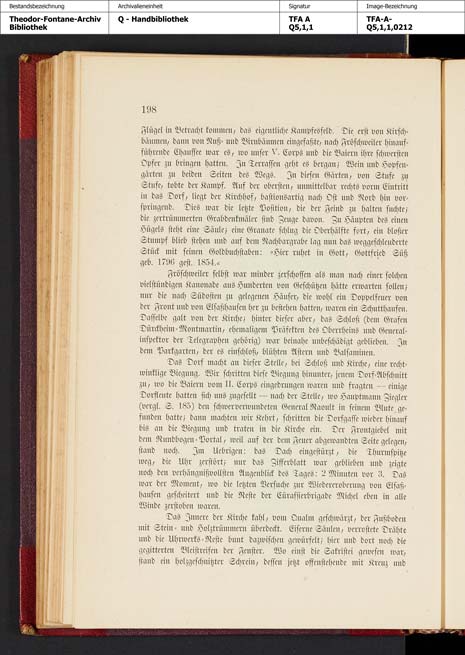 Bestandsbezeichnung Archivalieneinheit Signatur Image-Bezeichnung
Theodor-Fontane-Archiv Q - Handbibliothek TFA A TFA-A-
Bibliothek Q5,1,1 Q5,1,1,0212
198
Flügel in Betracht kommen, das eigentliche Kampfesfeld. Die erst von Kirsch-
bäumen, dann von Nuß- und Birnbäumen eingefaßte, nach Fröschweiler hinauf-
führende Chaussee war es, wo unser V. Corps und die Baiern ihre schwersten
Opfer zu bringen hatten. In Terrassen geht es bergan; Wein und Hopfen-
gärten zu beiden Seiten des Wegs. In diesen Gärten, von Stufe zu
Stufe, tobte der Kampf. Auf der obersten, unmittelbar rechts vorm Eintritt
in das Dorf, liegt der Kirchhof, bastionsartig nach Ost und Nord hin vor-
springend. Dies war die letzte Position, die der Feind zu halten suchte;
die zertrümmerten Grabdenkmäler sind Zeuge davon. Zu Häupten des einen
Hügels steht eine Säule; eine Granate schlug die Oberhälfte fort, ein bloßer
Stumpf blieb stehen und auf dem Nachbargrabe lag nun das weggeschleuderte
Stück mit seinen Goldbuchstaben: »Hier ruhet in Gott, Gottfried Süß
geb. 1796 gest. 1854.«
Fröschweiler selbst war minder zerschossen als man nach einer solchen
vielstündigen Kanonade aus Hunderten von Geschützen hätte erwarten sollen;
nur die nach Südosten zu gelegenen Häuser, die wohl ein Doppelfeuer von
der Front und von Elsaßhausen her zu bestehen hatten, waren ein Schutthaufen.
Dasselbe galt von der Kirche; hinter dieser aber, das Schloß (dem Grafen
Dürckheim-Montmartin, ehemaligem Präfekten des Oberrheins und General-
inspektor der Telegraphen gehörig) war beinahe unbeschädigt geblieben. In
dem Parkgarten, der es einschloß, blühten Astern und Balsaminen.
Das Dorf macht an dieser Stelle, bei Schloß und Kirche, eine recht-
winklige Biegung. Wir schritten diese Biegung hinunter, jenem Dorf-Abschnitt
zu, wo die Baiern vom II. Corps eingedrungen waren und fragten — einige
Dorfleute hatten sich uns zugesellt — nach der Stelle, wo Hauptmann Ziegler
(vergl. S. 185) den schwerverwundeten General Raoult in seinem Blute ge-
funden hatte; dann machten wir Kehrt, schritten die Dorfgasse wieder hinauf
bis an die Biegung und traten in die Kirche ein. Der Frontgiebel mit
dem Rundbogen-Portal, weil auf der dem Feuer abgewandten Seite gelegen,
stand noch. Im Uebrigen: das Dach eingestürzt, die Thurmspitze
weg, die Uhr zerstört; nur das Zifferblatt war geblieben und zeigte
noch den verhängnißvollsten Augenblick des Tages: 2 Minuten vor 3. Das
war der Moment, wo die letzten Versuche zur Wiedereroberung von Elsaß-
hausen gescheitert und die Reste der Cürassierbrigade Michel eben in alle
Winde zerstoben waren.
Das Innere der Kirche kahl, vom Qualm geschwärzt, der Fußboden
mit Stein- und Holztrümmern überdeckt. Eiserne Säulen, verrostete Drähte
und die Uhrwerks-Reste bunt dazwischen gewürfelt; hier und dort noch die
gegitterten Bleistreifen der Fenster. Wo einst die Sakristei gewesen war,
stand ein holzgeschnitzter Schrein, dessen jetzt offenstehende mit Kreuz und